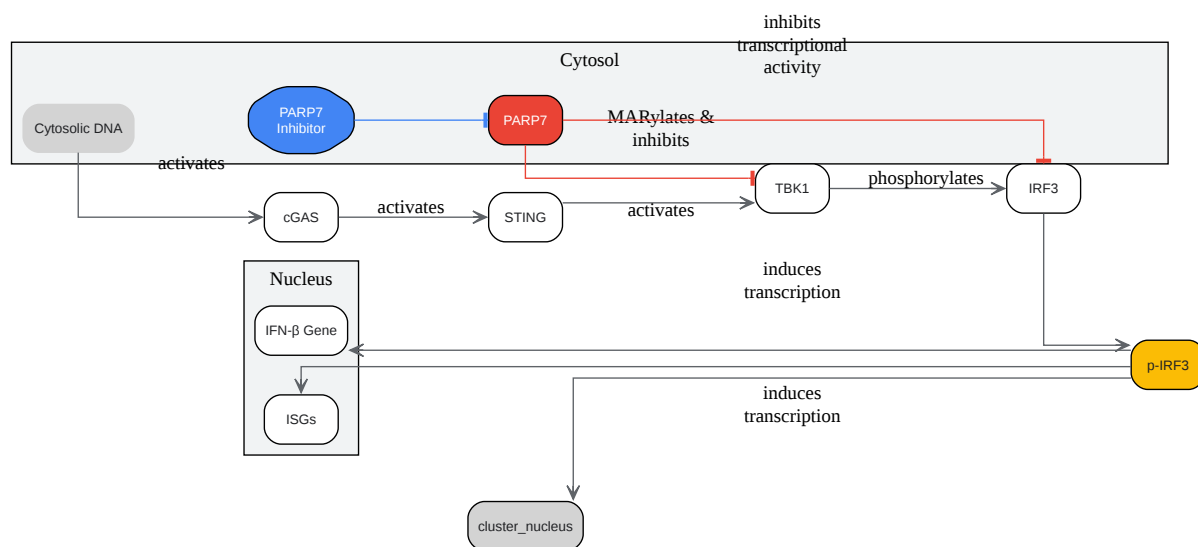 inhibits
transcriptional
activity
Cytosol
Cytosolic DNA
PARP7
Inhibitor
PARP7
MARylates &
inhibits
activates
TBK1
phosphorylates
IRF3
cGAS
activates
STING
activates
Nucleus
induces
transcription
IFN-β Gene
p-IRF3
ISGs
induces
transcription
cluster_nucleus